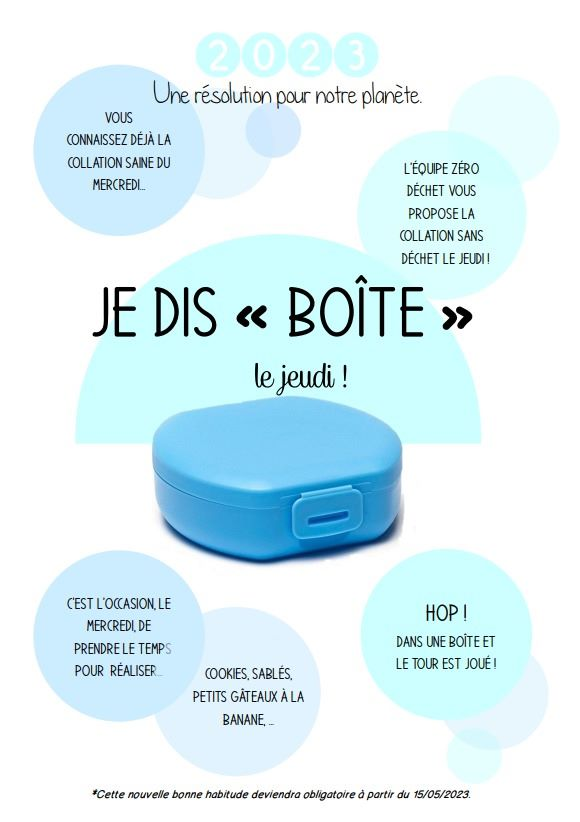 2023
Une résolution pour notre planète.
VOUS
CONNAISSEZ DÉJÀ LA
COLLATION SAINE DU
MERCREDI...
L'ÉQUIPE ZÉRO
DÉCHET VOUS
PROPOSE LA
COLLATION SANS
DÉCHET LE JEUDI !
JE DIS « BOÎTE »
le jeudi !
C'EST L'OCCASION, LE
MERCREDI, DE
PRENDRE LE TEMPS
POUR RÉALISER...
COOKIES, SABLÉS,
PETITS GÂTEAUX À LA
BANANE, ...
HOP !
DANS UNE BOÎTE ET
LE TOUR EST JOUÉ !
*Cette nouvelle bonne habitude deviendra obligatoire à partir du 15/05/2023.